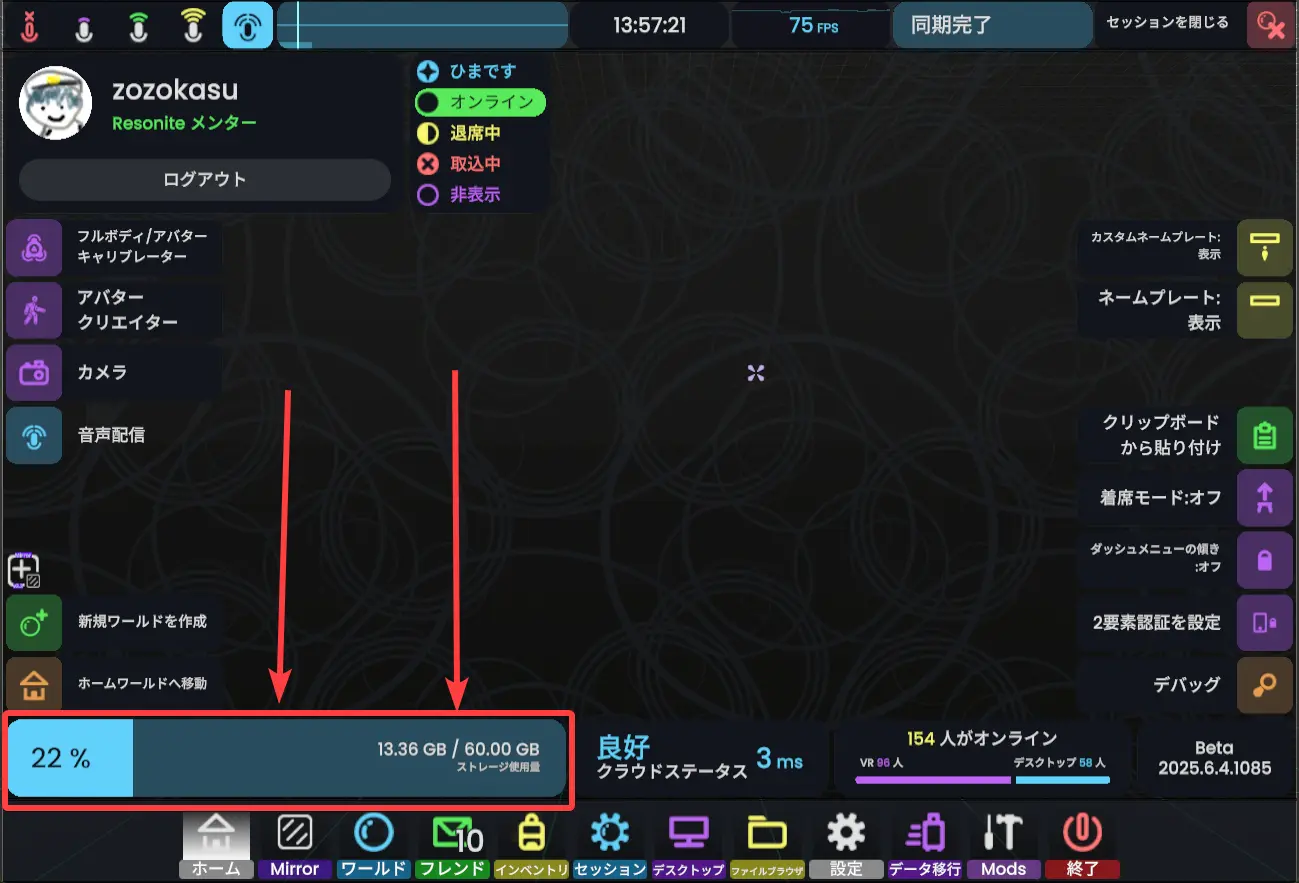 13:57:21
75 FPS
同期完了
セッションを閉じる
zozokasu
Resonite メンター
ログアウト
ひまです
オンライン
退席中
取込中
非表示
フルボディ/アバター
キャリブレーター
アバター
クリエイター
カメラ
音声配信
新規ワールドを作成
ホームワールドへ移動
カスタムネームプレート:
表示
ネームプレート:
表示
クリップボード
から貼り付け
着席モード:オフ
ダッシュメニューの傾き
:オフ
2要素認証を設定
デバッグ
22 %
13.36 GB / 60.00 GB
ストレージ使用量
良好
クラウドステータス
3 ms
154 人がオンライン
VR 96 人
デスクトップ 58 人
Beta
2025.6.4.1085
10
ホーム
Mirror
ワールド
フレンド
インベントリ
セッション
デスクトップ
ファイルブラウザ
設定
データ移行
Mods
終了